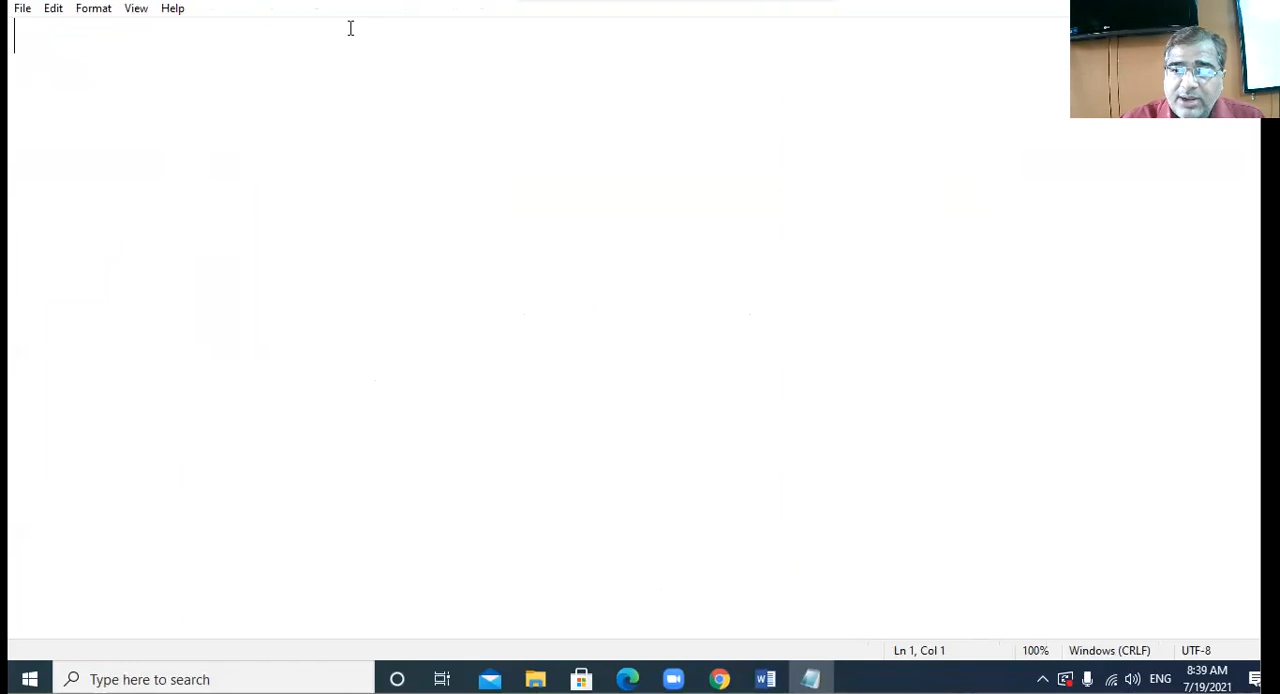 File Edit Format View Help
Ln 1, Col 1 100% Windows (CRLF) UTF-8
Type here to search ENG 8:39 AM
7/19/2021